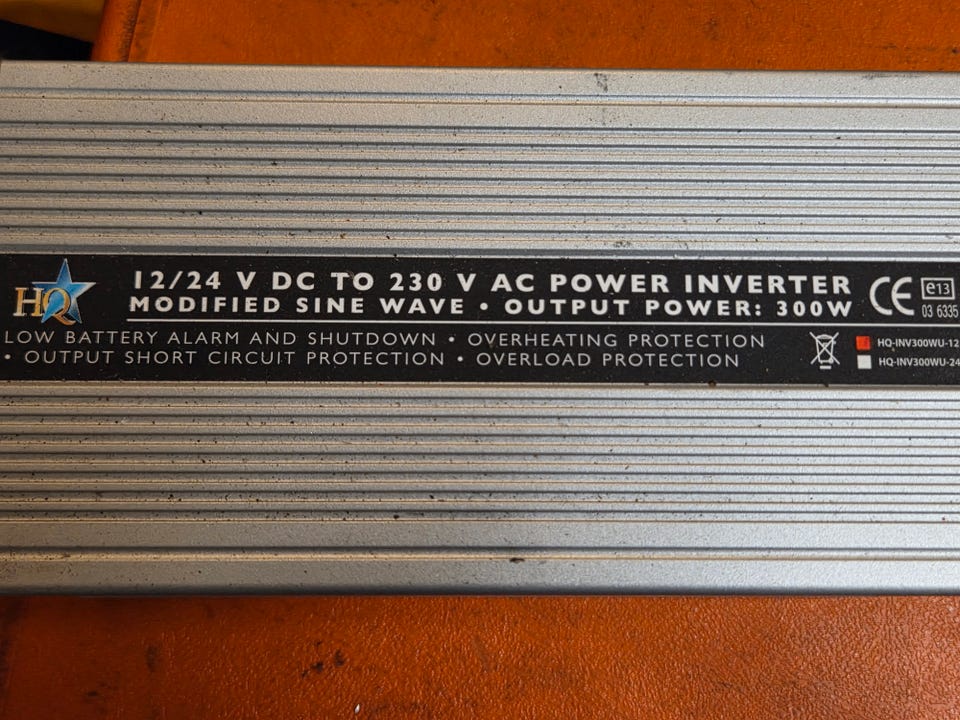 HQ
12/24 V DC TO 230 V AC POWER INVERTER
MODIFIED SINE WAVE • OUTPUT POWER: 300W
LOW BATTERY ALARM AND SHUTDOWN • OVERHEATING PROTECTION
• OUTPUT SHORT CIRCUIT PROTECTION • OVERLOAD PROTECTION
CE
e13
03 6335
HQ-INV300WU-12
HQ-INV300WU-24